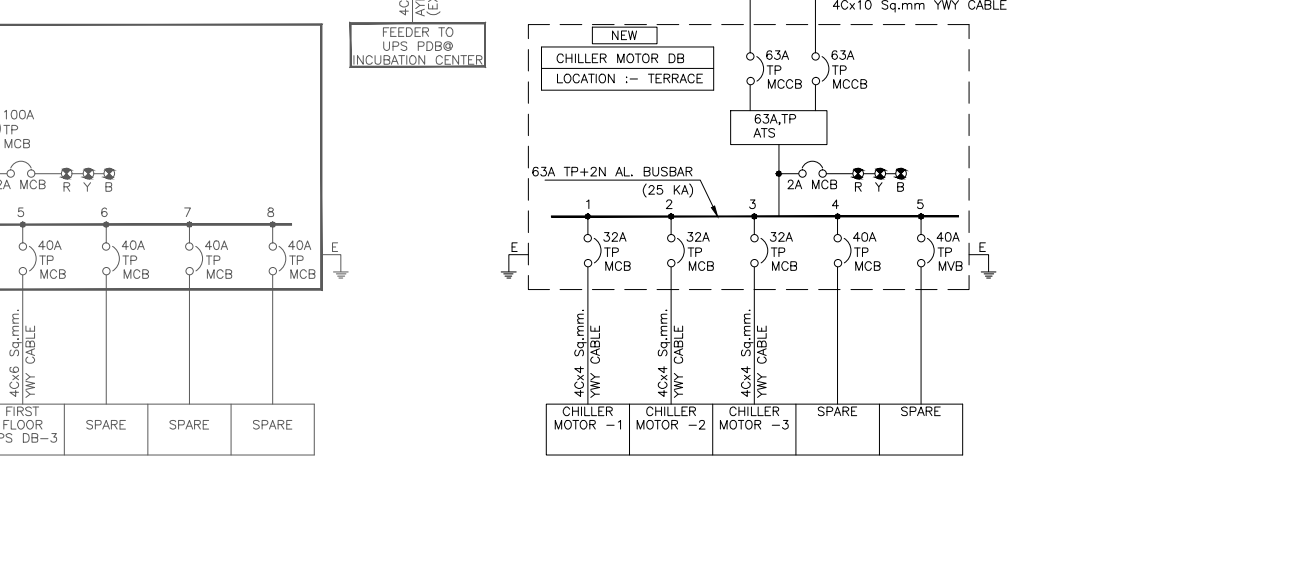 4C
AY
(E
FEEDER TO
UPS PDB@
INCUBATION CENTER
100A
TP
MCB
2A MCB
R Y B
5 6 7 8
40A
TP
MCB
40A
TP
MCB
40A
TP
MCB
40A
TP
MCB
E
4Cx6 Sq.mm.
YWY CABLE
FIRST
FLOOR
PS DB-3
SPARE
SPARE
SPARE
4Cx10 Sq.mm YWY CABLE
NEW
CHILLER MOTOR DB
LOCATION :- TERRACE
63A
TP
MCCB
63A
TP
MCCB
63A,TP
ATS
63A TP+2N AL. BUSBAR
(25 KA)
2A MCB
R Y B
1 2 3 4 5
32A
TP
MCB
32A
TP
MCB
32A
TP
MCB
40A
TP
MCB
40A
TP
MVB
E
E
4Cx4 Sq.mm.
YWY CABLE
4Cx4 Sq.mm.
YWY CABLE
4Cx4 Sq.mm.
YWY CABLE
CHILLER
MOTOR -1
CHILLER
MOTOR -2
CHILLER
MOTOR -3
SPARE
SPARE